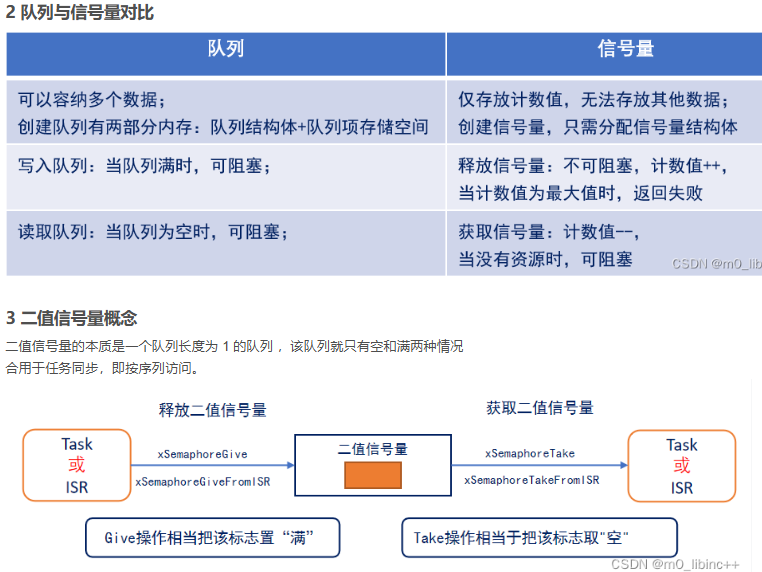 2 队列与信号量对比
队列
信号量
可以容纳多个数据；
创建队列有两部分内存：队列结构体+队列项存储空间
仅存放计数值，无法存放其他数据；
创建信号量，只需分配信号量结构体
写入队列：当队列满时，可阻塞；
释放信号量：不可阻塞，计数值++，
当计数值为最大值时，返回失败
读取队列：当队列为空时，可阻塞；
获取信号量：计数值--，
当没有资源时，可阻塞
CSDN @m0_lib
3 二值信号量概念
二值信号量的本质是一个队列长度为 1 的队列 ，该队列就只有空和满两种情况
合用于任务同步，即按序列访问。
释放二值信号量
获取二值信号量
Task
或
ISR
xSemaphoreGive
xSemaphoreGiveFromISR
二值信号量
xSemaphoreTake
xSemaphoreTakeFromISR
Task
或
ISR
Give操作相当把该标志置“满”
Take操作相当于把该标志取"空"
CSDN @m0_libinc++